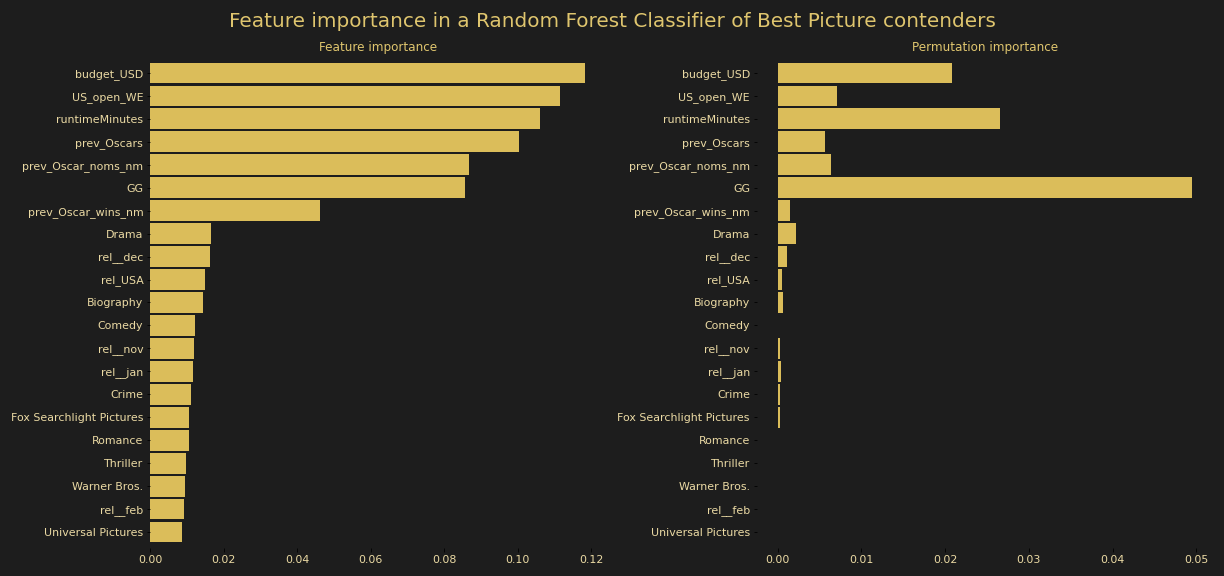 Feature importance in a Random Forest Classifier of Best Picture contenders
Feature importance
budget_USD
US_open_WE
runtimeMinutes
prev_Oscars
prev_Oscar_noms_nm
GG
prev_Oscar_wins_nm
Drama
rel__dec
rel_USA
Biography
Comedy
rel__nov
rel__jan
Crime
Fox Searchlight Pictures
Romance
Thriller
Warner Bros.
rel__feb
Universal Pictures
0.00 0.02 0.04 0.06 0.08 0.10 0.12
Permutation importance
budget_USD
US_open_WE
runtimeMinutes
prev_Oscars
prev_Oscar_noms_nm
GG
prev_Oscar_wins_nm
Drama
rel__dec
rel_USA
Biography
Comedy
rel__nov
rel__jan
Crime
Fox Searchlight Pictures
Romance
Thriller
Warner Bros.
rel__feb
Universal Pictures
0.00 0.01 0.02 0.03 0.04 0.05